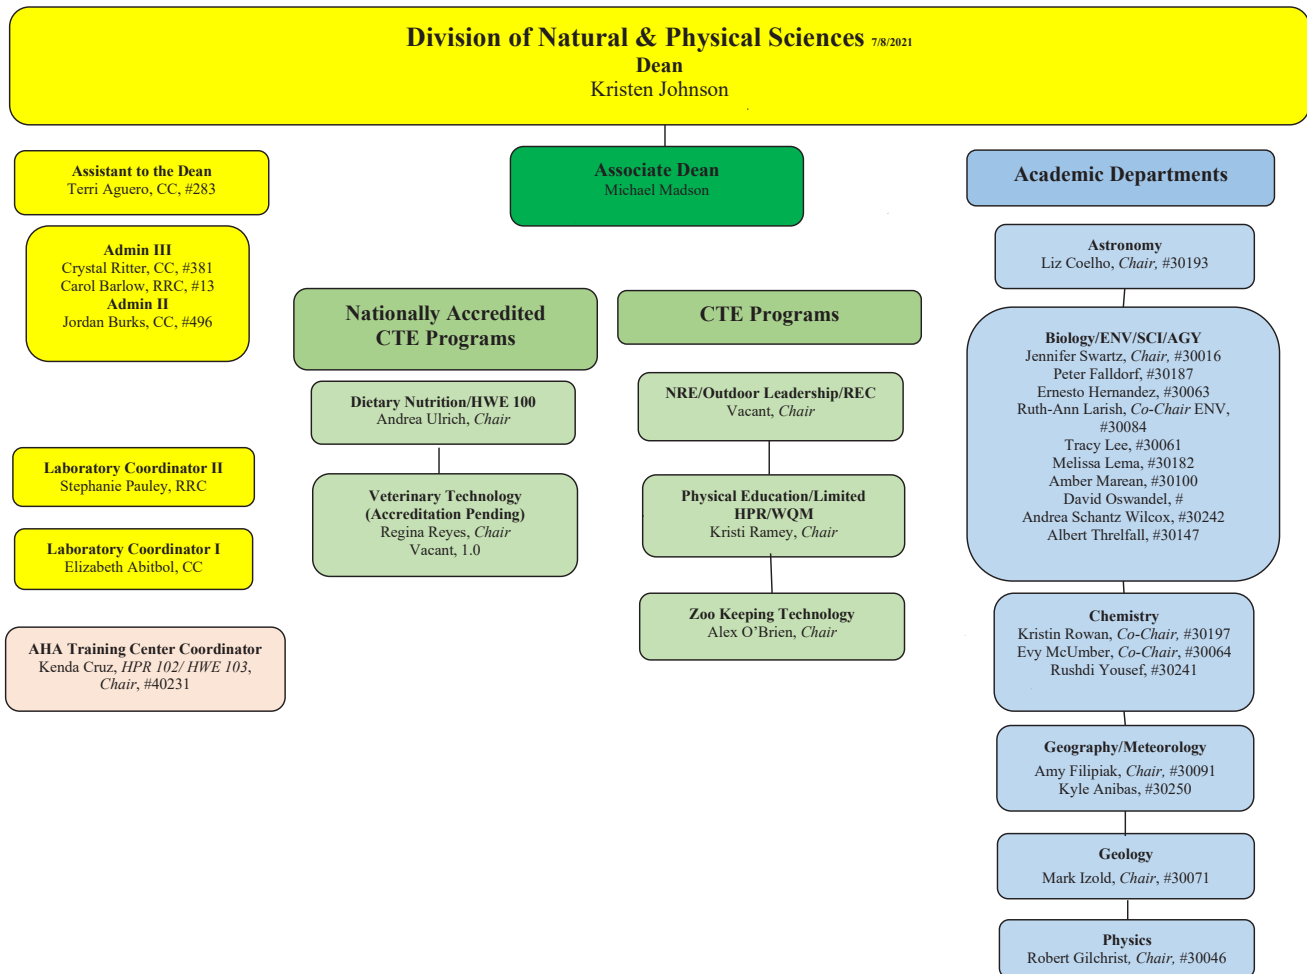 Division of Natural & Physical Sciences 7/8/2021
Dean
Kristen Johnson
Assistant to the Dean
Terri Aguero, CC, #283
Admin III
Crystal Ritter, CC, #381
Carol Barlow, RRC, #13
Admin II
Jordan Burks, CC, #496
Laboratory Coordinator II
Stephanie Pauley, RRC
Laboratory Coordinator I
Elizabeth Abitbol, CC
AHA Training Center Coordinator
Kenda Cruz, HPR 102/ HWE 103,
Chair, #40231
Associate Dean
Michael Madson
Nationally Accredited
CTE Programs
Dietary Nutrition/HWE 100
Andrea Ulrich, Chair
Veterinary Technology
(Accreditation Pending)
Regina Reyes, Chair
Vacant, 1.0
CTE Programs
NRE/Outdoor Leadership/REC
Vacant, Chair
Physical Education/Limited
HPR/WQM
Kristi Ramey, Chair
Zoo Keeping Technology
Alex O’Brien, Chair
Academic Departments
Astronomy
Liz Coelho, Chair, #30193
Biology/ENV/SCI/AGY
Jennifer Swartz, Chair, #30016
Peter Falldorf, #30187
Ernesto Hernandez, #30063
Ruth-Ann Larish, Co-Chair ENV,
#30084
Tracy Lee, #30061
Melissa Lema, #30182
Amber Marean, #30100
David Oswandel, #
Andrea Schantz Wilcox, #30242
Albert Threlfall, #30147
Chemistry
Kristin Rowan, Co-Chair, #30197
Evy McUmber, Co-Chair, #30064
Rushdi Yousef, #30241
Geography/Meteorology
Amy Filipiak, Chair, #30091
Kyle Anibas, #30250
Geology
Mark Izold, Chair, #30071
Physics
Robert Gilchrist, Chair, #30046